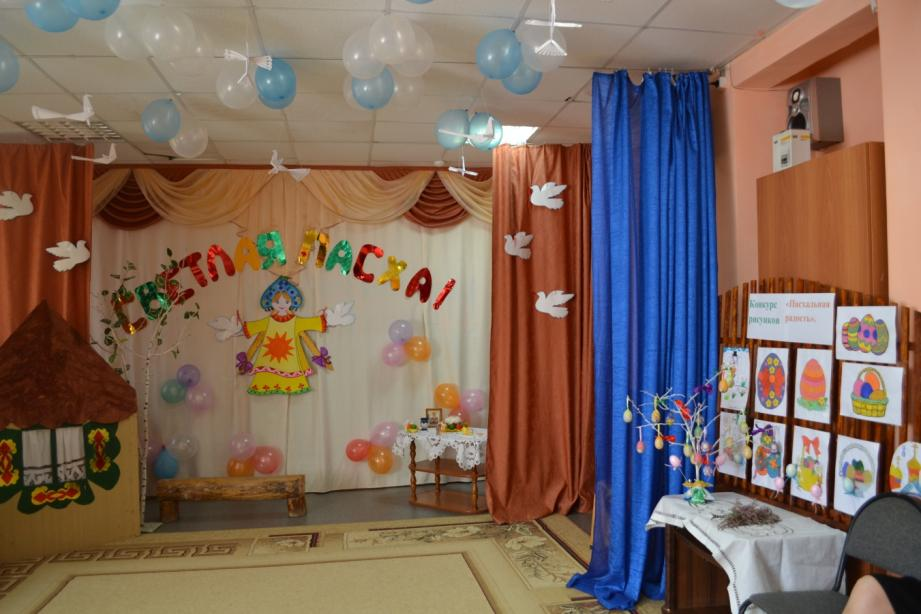 СВЕТЛАЯ ПАСХА!
Конкурс «Пасхальная
рисунков радость».